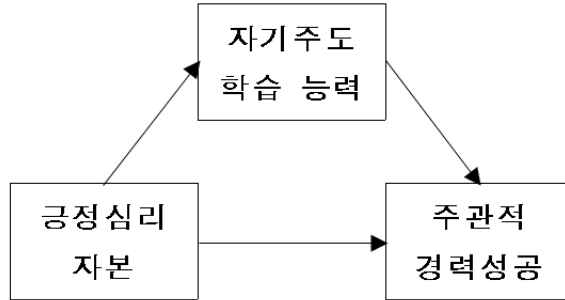 자기주도
학습 능력
긍정심리
자본
주관적
경력성공